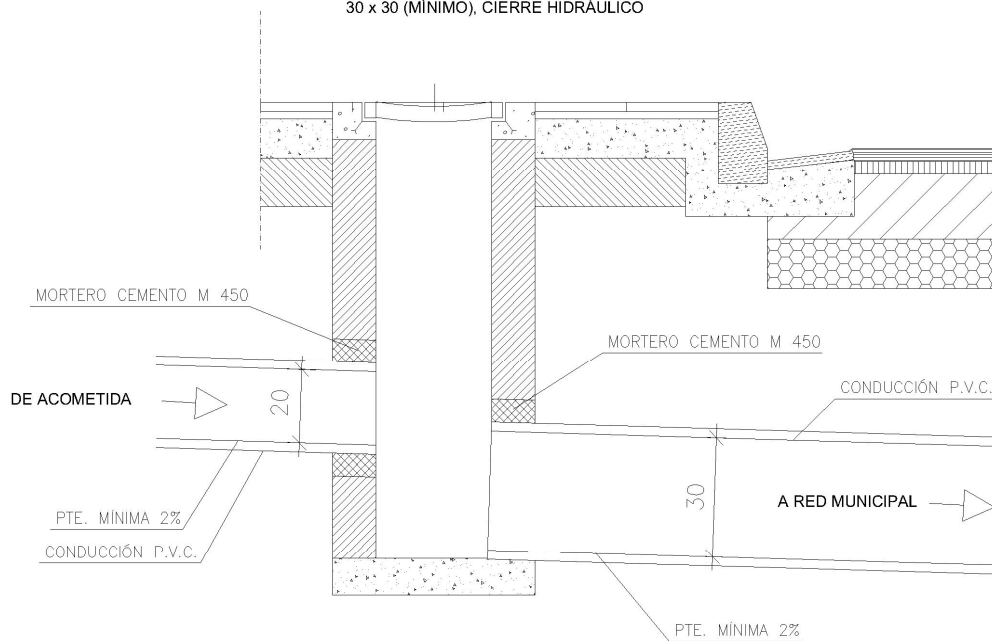 30 x 30 (MÍNIMO), CIERRE HIDRÁULICO
MORTERO CEMENTO M 450
MORTERO CEMENTO M 450
CONDUCCIÓN P.V.C.
DE ACOMETIDA
20
30
A RED MUNICIPAL
PTE. MÍNIMA 2%
CONDUCCIÓN P.V.C.
PTE. MÍNIMA 2%